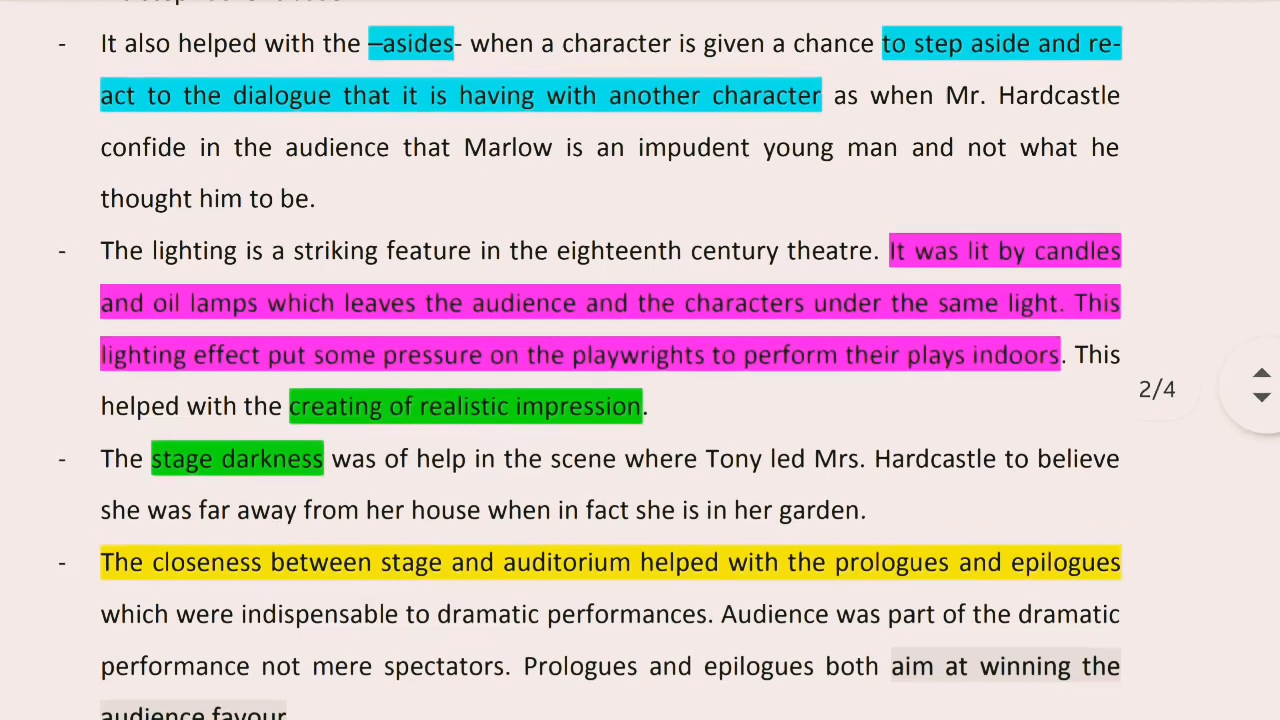 - It also helped with the –asides- when a character is given a chance to step aside and re-
act to the dialogue that it is having with another character as when Mr. Hardcastle
confide in the audience that Marlow is an impudent young man and not what he
thought him to be.
- The lighting is a striking feature in the eighteenth century theatre. It was lit by candles
and oil lamps which leaves the audience and the characters under the same light. This
lighting effect put some pressure on the playwrights to perform their plays indoors. This
2/4
helped with the creating of realistic impression.
- The stage darkness was of help in the scene where Tony led Mrs. Hardcastle to believe
she was far away from her house when in fact she is in her garden.
- The closeness between stage and auditorium helped with the prologues and epilogues
which were indispensable to dramatic performances. Audience was part of the dramatic
performance not mere spectators. Prologues and epilogues both aim at winning the
audience favour